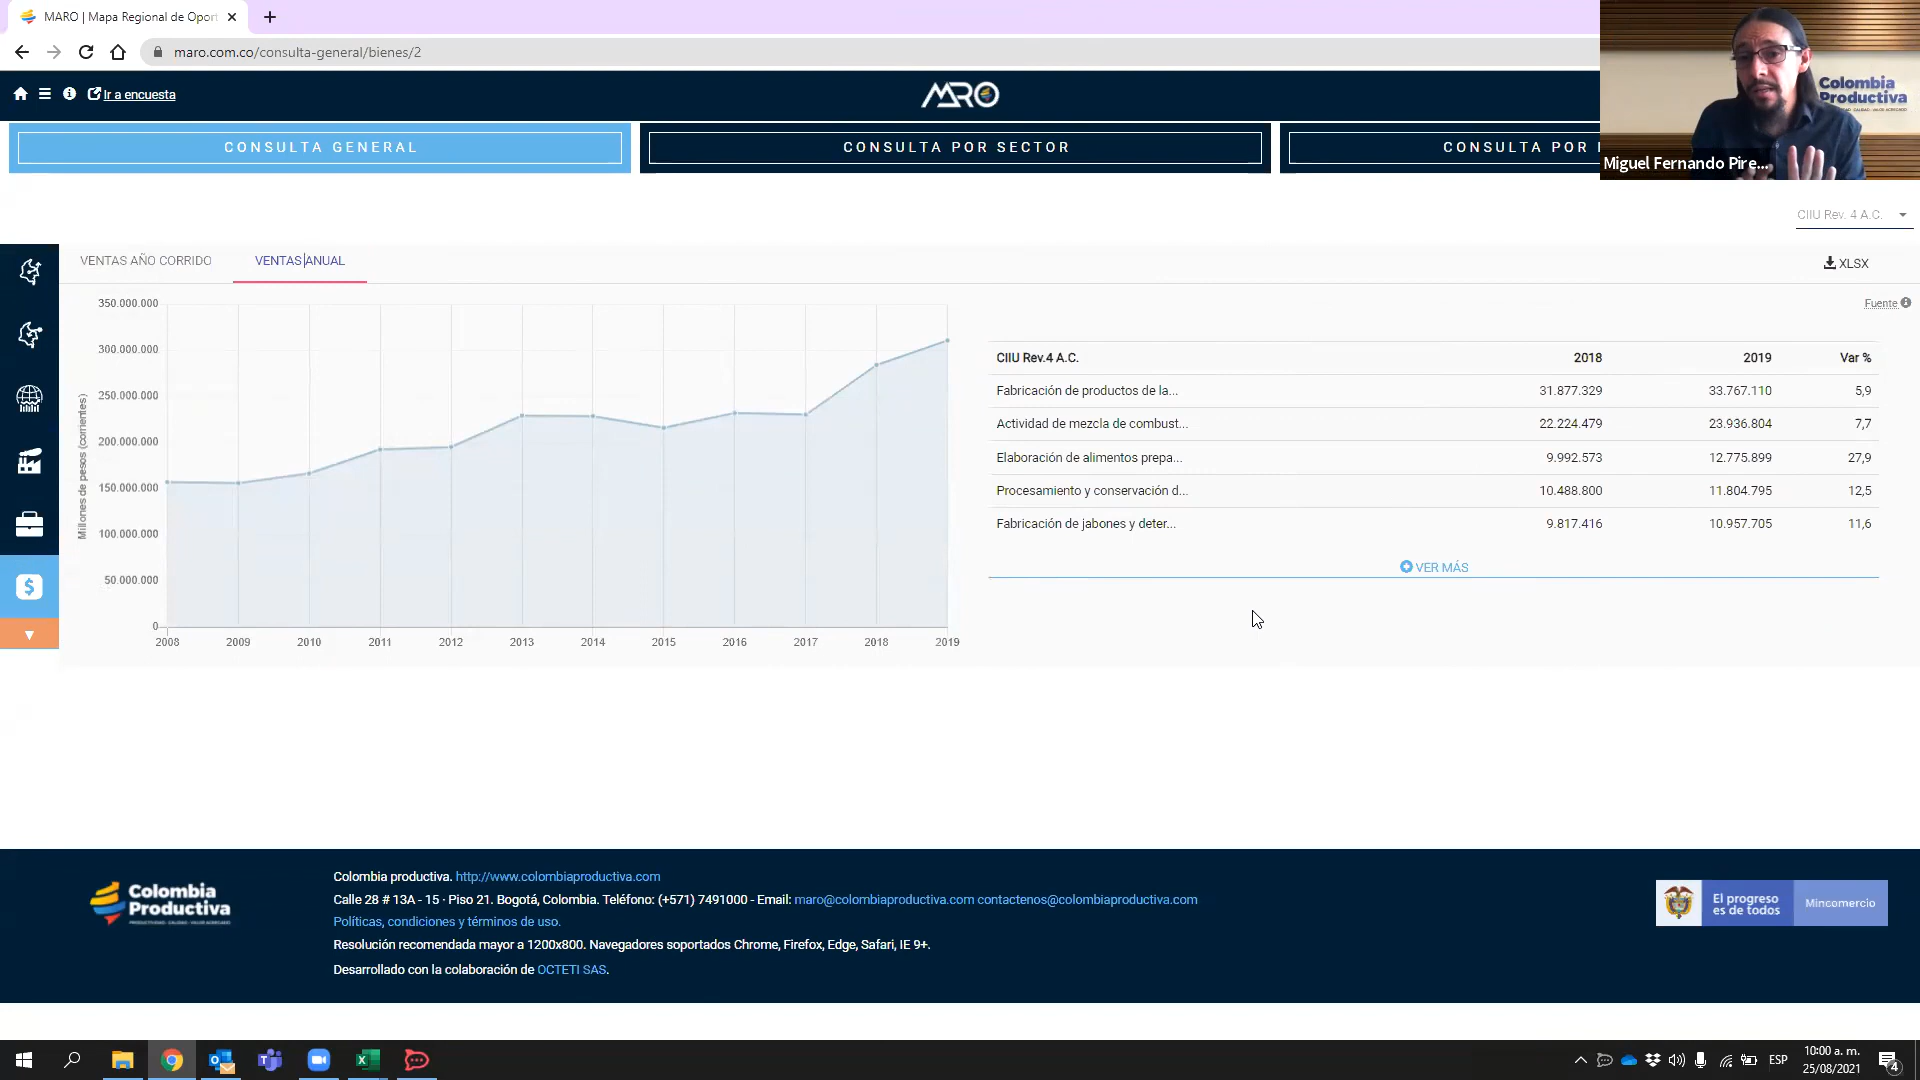 MARO | Mapa Regional de Oport
maro.com.co/consulta-general/bienes/2
Ir a encuesta
MRO
Colombia
Productiva
Miguel Fernando Pire...
CONSULTA GENERAL
CONSULTA POR SECTOR
CONSULTA POR
CIIU Rev. 4 A.C.
VENTAS AÑO CORRIDO
VENTAS ANUAL
XLSX
Fuente
Millones de pesos (corrientes)
350.000.000
300.000.000
250.000.000
200.000.000
150.000.000
100.000.000
50.000.000
0
2008 2009 2010 2011 2012 2013 2014 2015 2016 2017 2018 2019
CIIU Rev.4 A.C. 2018 2019 Var %
Fabricación de productos de la... 31.877.329 33.767.110 5,9
Actividad de mezcla de combust... 22.224.479 23.936.804 7,7
Elaboración de alimentos prepa... 9.992.573 12.775.899 27,9
Procesamiento y conservación d... 10.488.800 11.804.795 12,5
Fabricación de jabones y deter... 9.817.416 10.957.705 11,6
VER MÁS
Colombia
Productiva
Colombia productiva. http://www.colombiaproductiva.com
Calle 28 # 13A - 15 · Piso 21. Bogotá, Colombia. Teléfono: (+571) 7491000 - Email: maro@colombiaproductiva.com contactenos@colombiaproductiva.com
Políticas, condiciones y términos de uso.
Resolución recomendada mayor a 1200x800. Navegadores soportados Chrome, Firefox, Edge, Safari, IE 9+.
Desarrollado con la colaboración de OCTETI SAS.
El progreso
es de todos
Mincomercio
ESP
10:00 a. m.
25/08/2021
4